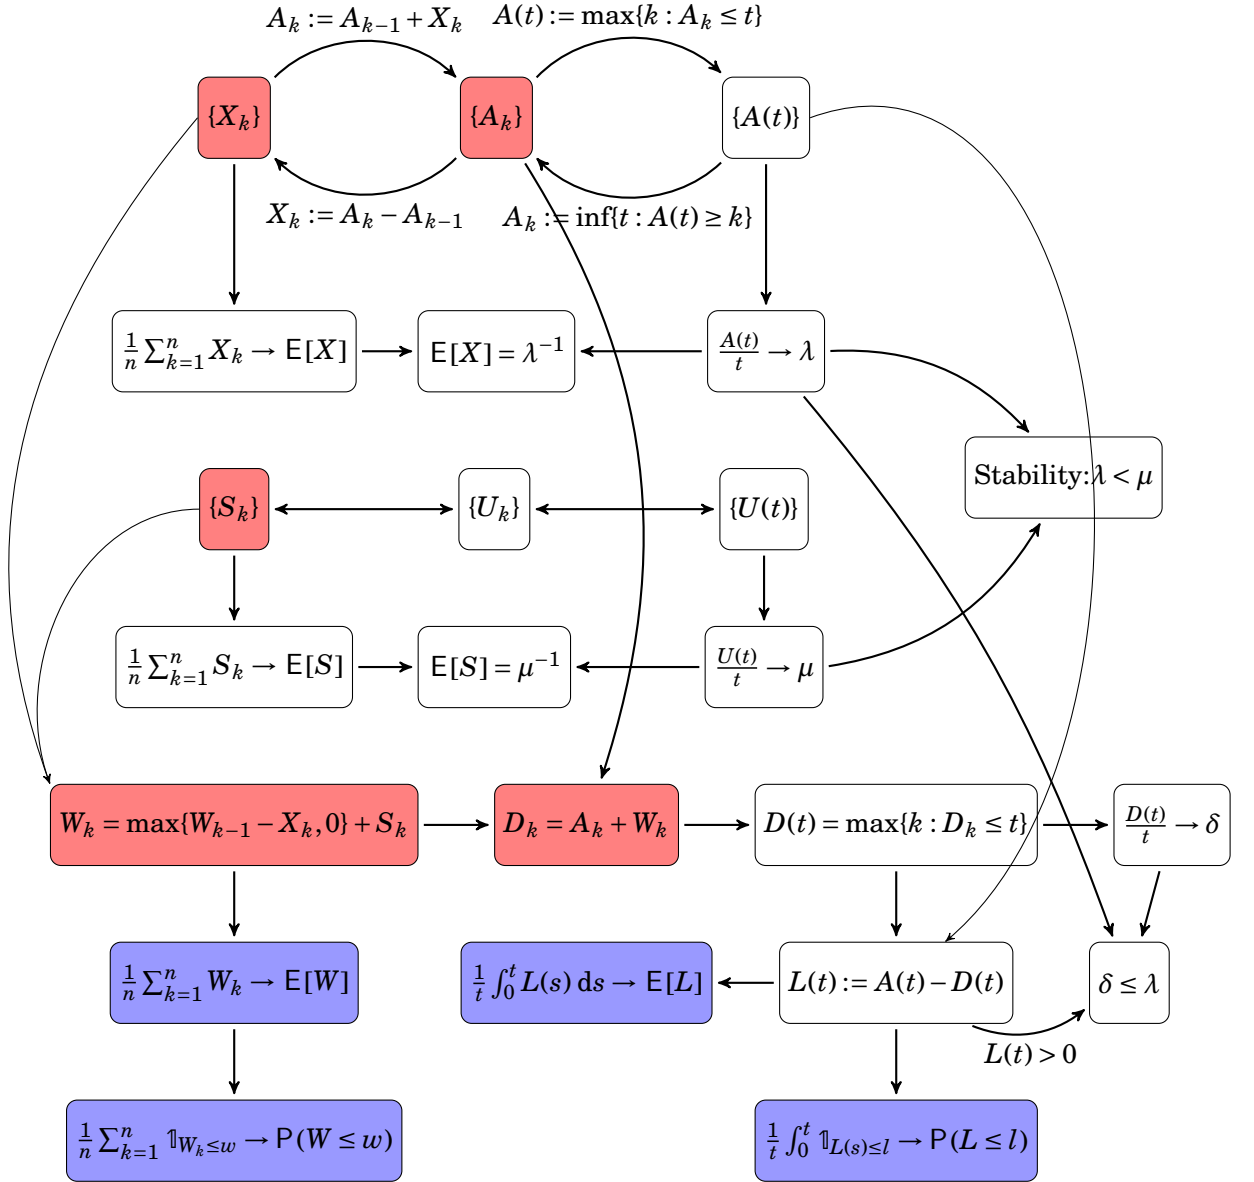 A_k := A_{k−1} + X_k
A(t) := max{k : A_k ≤ t}
{X_k}
{A_k}
{A(t)}
X_k := A_k − A_{k−1}
A_k := inf{t : A(t) ≥ k}
1/n ∑_{k=1}^n X_k → E[X]
E[X] = λ^{−1}
A(t)/t → λ
Stability:λ < μ
{S_k}
{U_k}
{U(t)}
1/n ∑_{k=1}^n S_k → E[S]
E[S] = μ^{−1}
U(t)/t → μ
W_k = max{W_{k−1} − X_k, 0} + S_k
D_k = A_k + W_k
D(t) = max{k : D_k ≤ t}
D(t)/t → δ
1/n ∑_{k=1}^n W_k → E[W]
1/t ∫_0^t L(s) ds → E[L]
L(t) := A(t) − D(t)
δ ≤ λ
L(t) > 0
1/n ∑_{k=1}^n 𝟙_{W_k≤w} → P(W ≤ w)
1/t ∫_0^t 𝟙_{L(s)≤l} → P(L ≤ l)